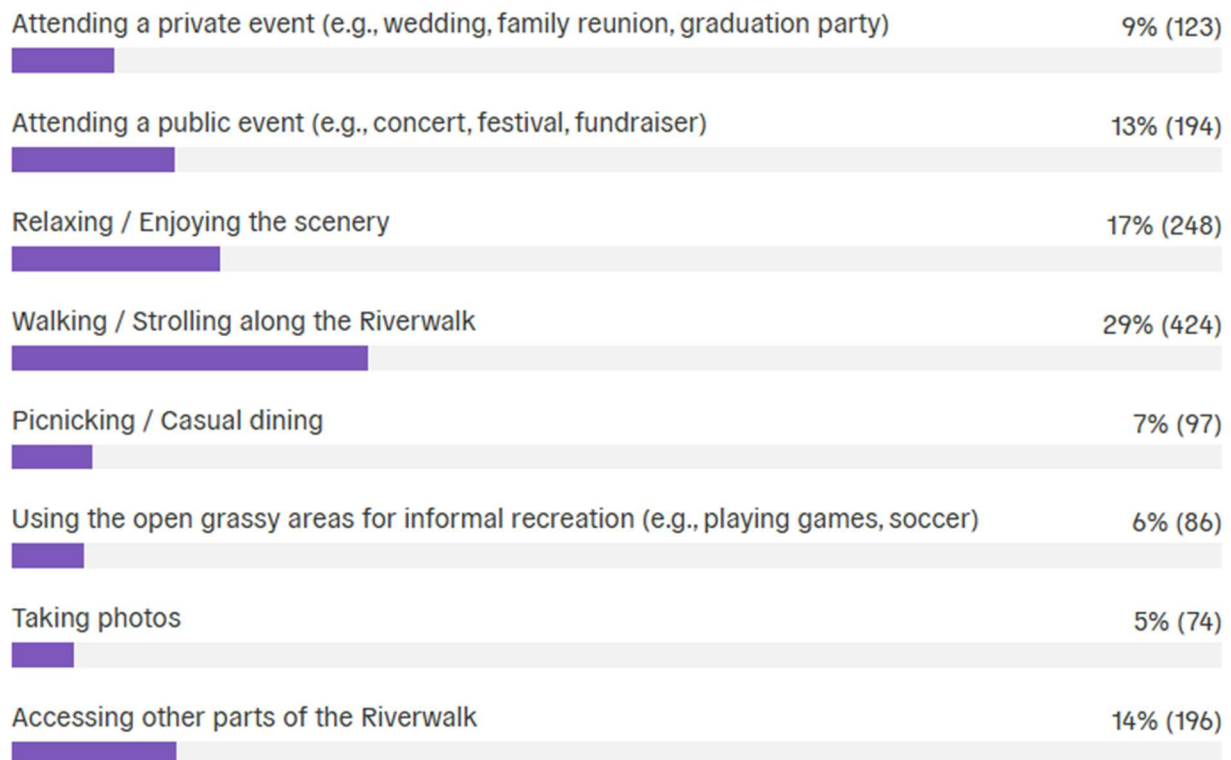 Attending a private event (e.g., wedding, family reunion, graduation party) 9% (123)
Attending a public event (e.g., concert, festival, fundraiser) 13% (194)
Relaxing / Enjoying the scenery 17% (248)
Walking / Strolling along the Riverwalk 29% (424)
Picnicking / Casual dining 7% (97)
Using the open grassy areas for informal recreation (e.g., playing games, soccer) 6% (86)
Taking photos 5% (74)
Accessing other parts of the Riverwalk 14% (196)